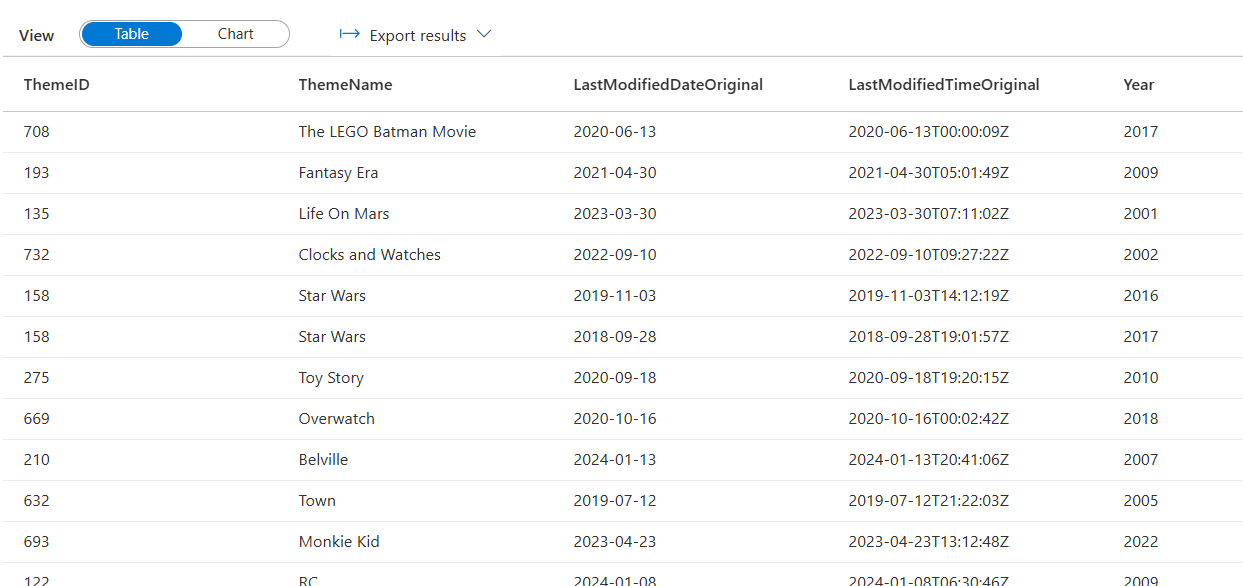 View Table Chart Export results
ThemeID ThemeName LastModifiedDateOriginal LastModifiedTimeOriginal Year
708 The LEGO Batman Movie 2020-06-13 2020-06-13T00:00:09Z 2017
193 Fantasy Era 2021-04-30 2021-04-30T05:01:49Z 2009
135 Life On Mars 2023-03-30 2023-03-30T07:11:02Z 2001
732 Clocks and Watches 2022-09-10 2022-09-10T09:27:22Z 2002
158 Star Wars 2019-11-03 2019-11-03T14:12:19Z 2016
158 Star Wars 2018-09-28 2018-09-28T19:01:57Z 2017
275 Toy Story 2020-09-18 2020-09-18T19:20:15Z 2010
669 Overwatch 2020-10-16 2020-10-16T00:02:42Z 2018
210 Belville 2024-01-13 2024-01-13T20:41:06Z 2007
632 Town 2019-07-12 2019-07-12T21:22:03Z 2005
693 Monkie Kid 2023-04-23 2023-04-23T13:12:48Z 2022
122 RC 2024-01-08 2024-01-08T06:30:46Z 2009